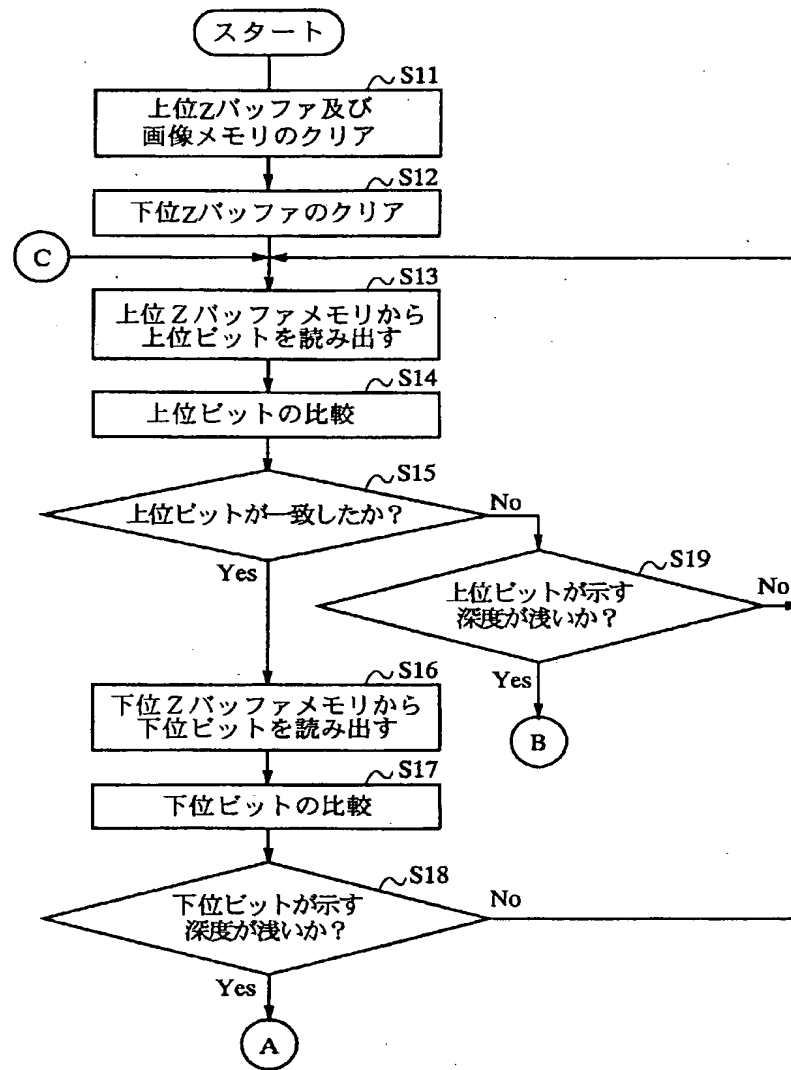 スタート
S11
上位Zバッファ及び
画像メモリのクリア
S12
下位Zバッファのクリア
C
S13
上位Zバッファメモリから
上位ビットを読み出す
S14
上位ビットの比較
S15
上位ビットが一致したか？
No
Yes
S19
上位ビットが示す
深度が浅いか？
No
Yes
B
S16
下位Zバッファメモリから
下位ビットを読み出す
S17
下位ビットの比較
S18
下位ビットが示す
深度が浅いか？
No
Yes
A